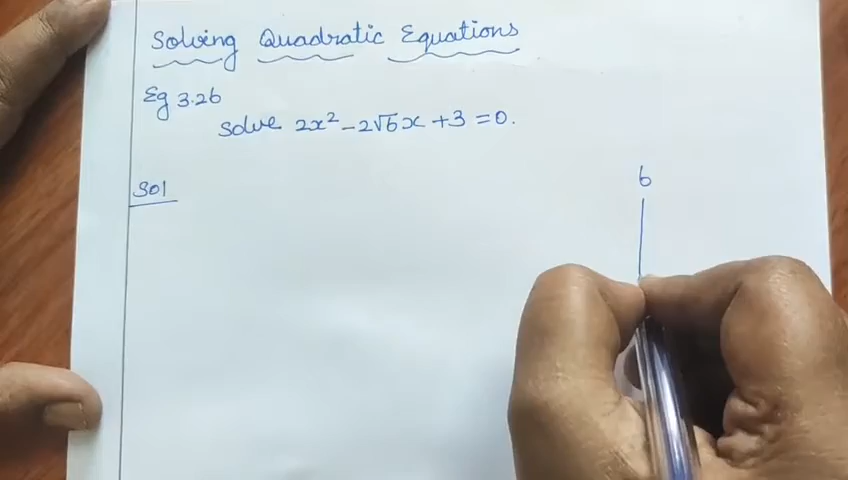 Solving Quadratic Equations
Eg 3.26
Solve 2x² - 2√6x + 3 = 0.
Sol
6